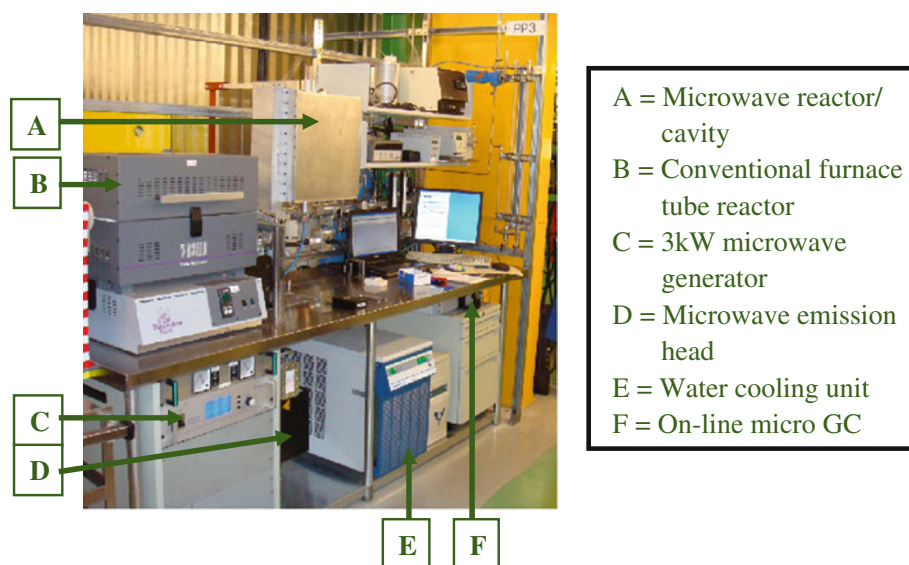 PP3
A
B
C
D
E
F
A = Microwave reactor/
cavity
B = Conventional furnace
tube reactor
C = 3kW microwave
generator
D = Microwave emission
head
E = Water cooling unit
F = On-line micro GC